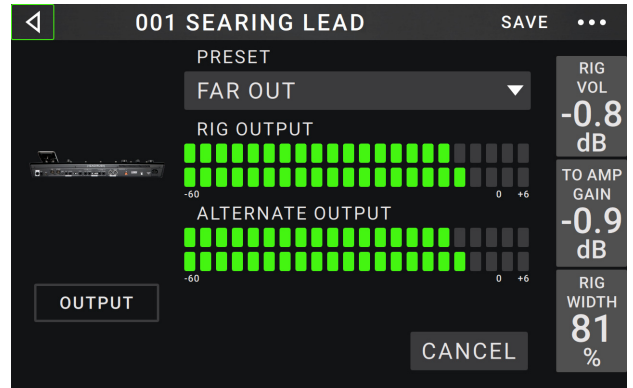 001 SEARING LEAD
SAVE
PRESET
FAR OUT
RIG OUTPUT
-60 0 +6
ALTERNATE OUTPUT
-60 0 +6
OUTPUT
CANCEL
RIG
VOL
-0.8
dB
TO AMP
GAIN
-0.9
dB
RIG
WIDTH
81
%